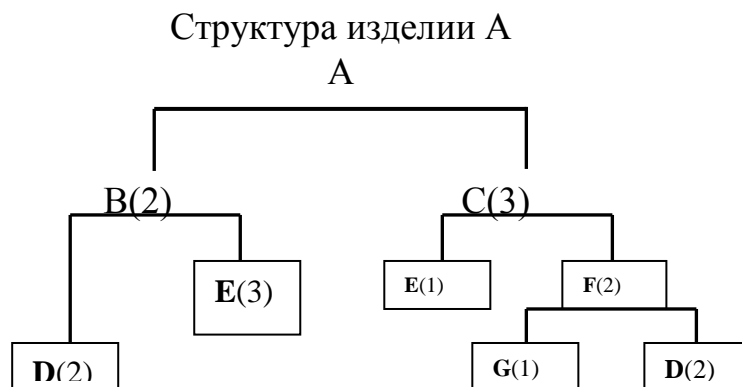 Структура изделии А
А
В(2) С(3)
E(3) E(1) F(2)
D(2) G(1) D(2)